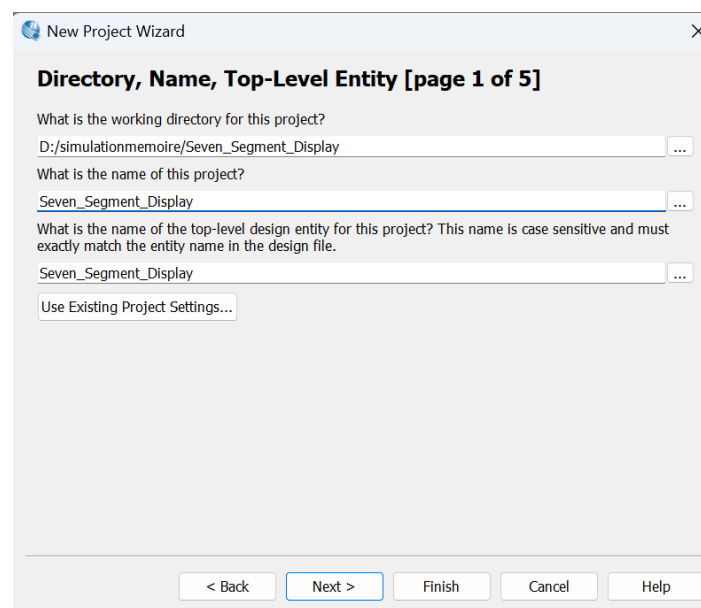 New Project Wizard
Directory, Name, Top-Level Entity [page 1 of 5]
What is the working directory for this project?
D:/simulationmemoire/Seven_Segment_Display
...
What is the name of this project?
Seven_Segment_Display
...
What is the name of the top-level design entity for this project? This name is case sensitive and must
exactly match the entity name in the design file.
Seven_Segment_Display
...
Use Existing Project Settings...
< Back
Next >
Finish
Cancel
Help